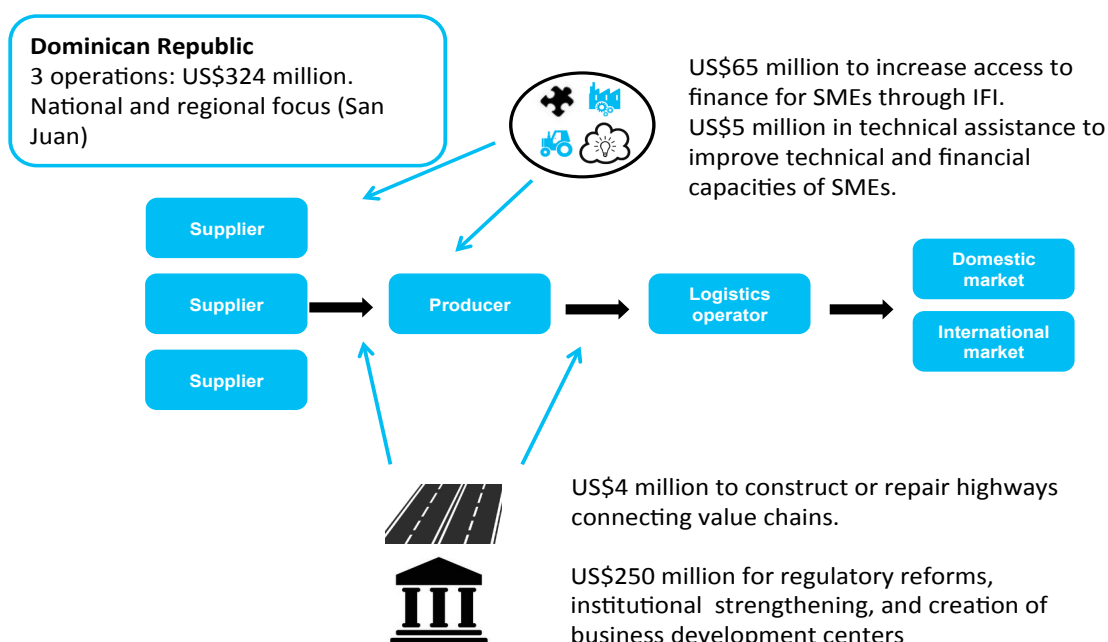 Dominican Republic
3 operations: US$324 million.
National and regional focus (San
Juan)
US$65 million to increase access to
finance for SMEs through IFI.
US$5 million in technical assistance to
improve technical and financial
capacities of SMEs.
Supplier
Supplier
Supplier
Producer
Logistics
operator
Domestic
market
International
market
US$4 million to construct or repair highways
connecting value chains.
US$250 million for regulatory reforms,
institutional strengthening, and creation of
business development centers